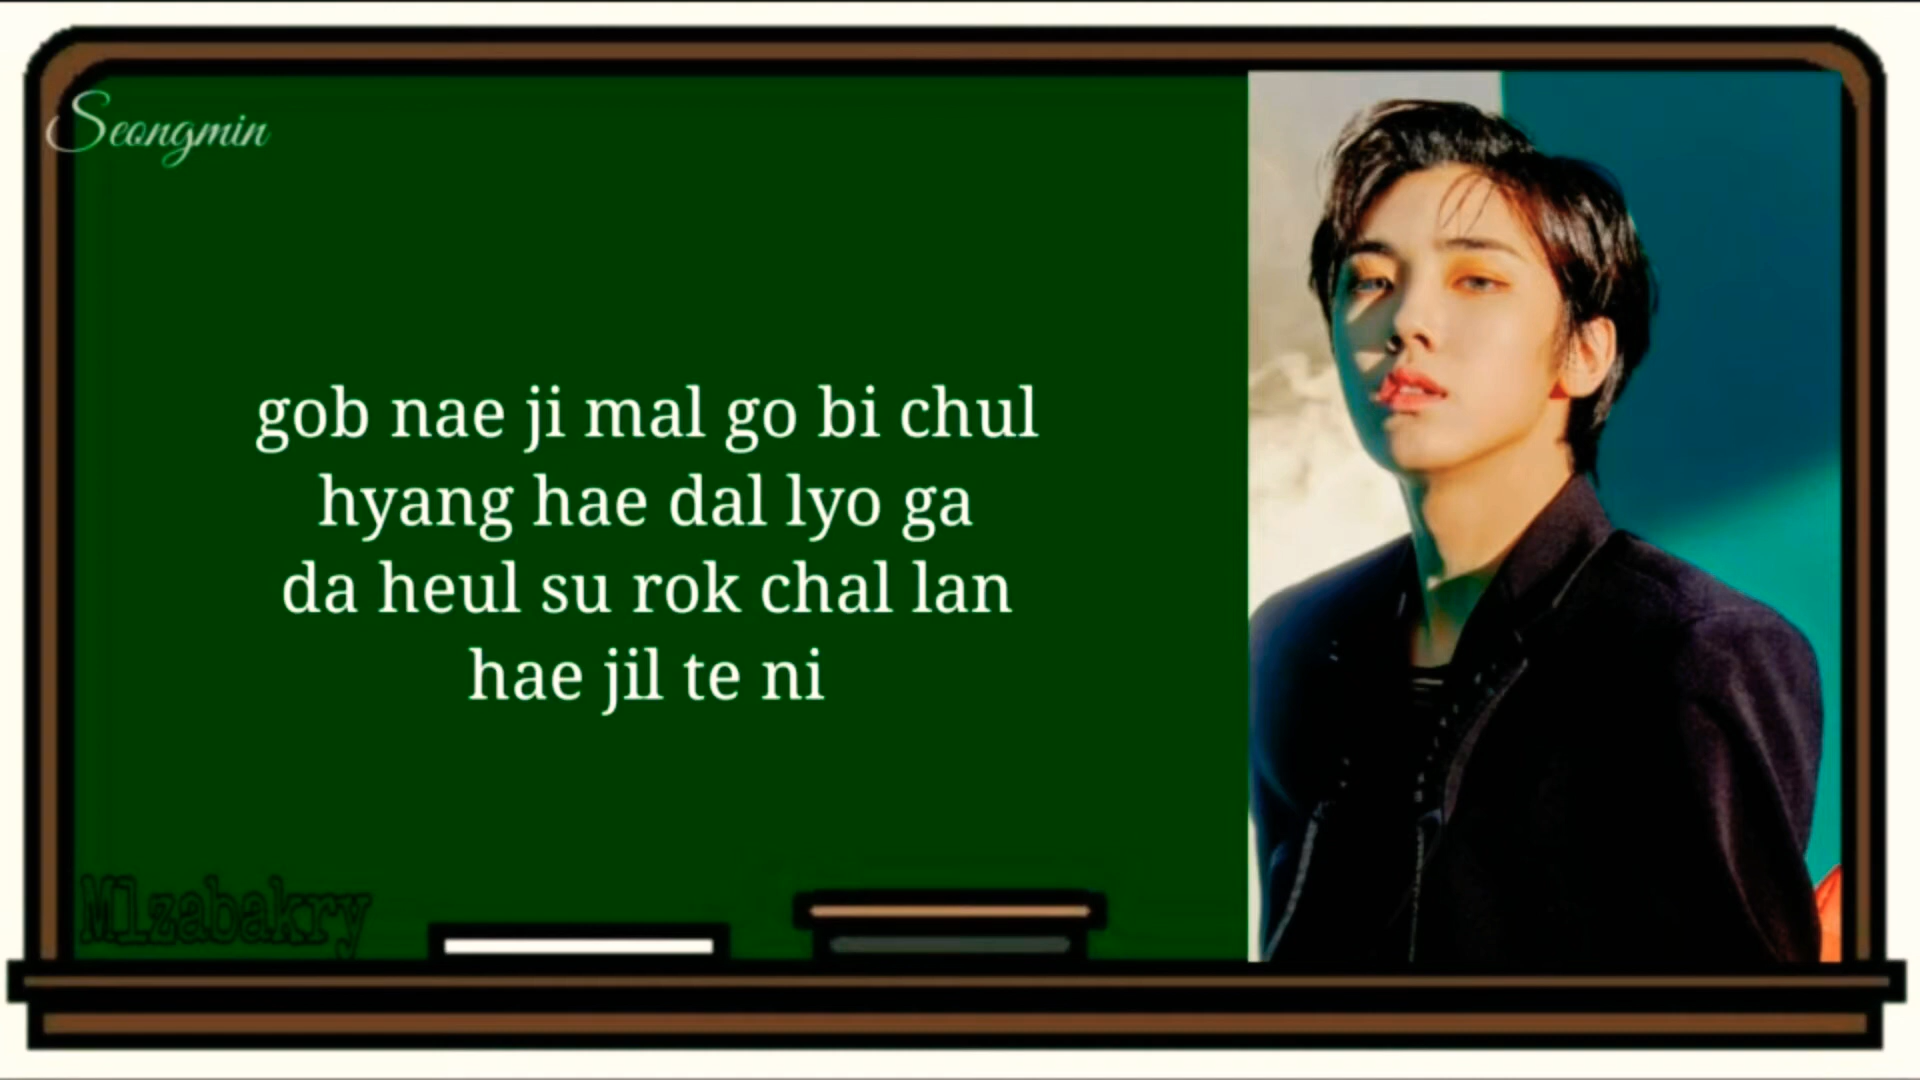 Seongmin
gob nae ji mal go bi chul
hyang hae dal lyo ga
da heul su rok chal lan
hae jil te ni
M1zabakry